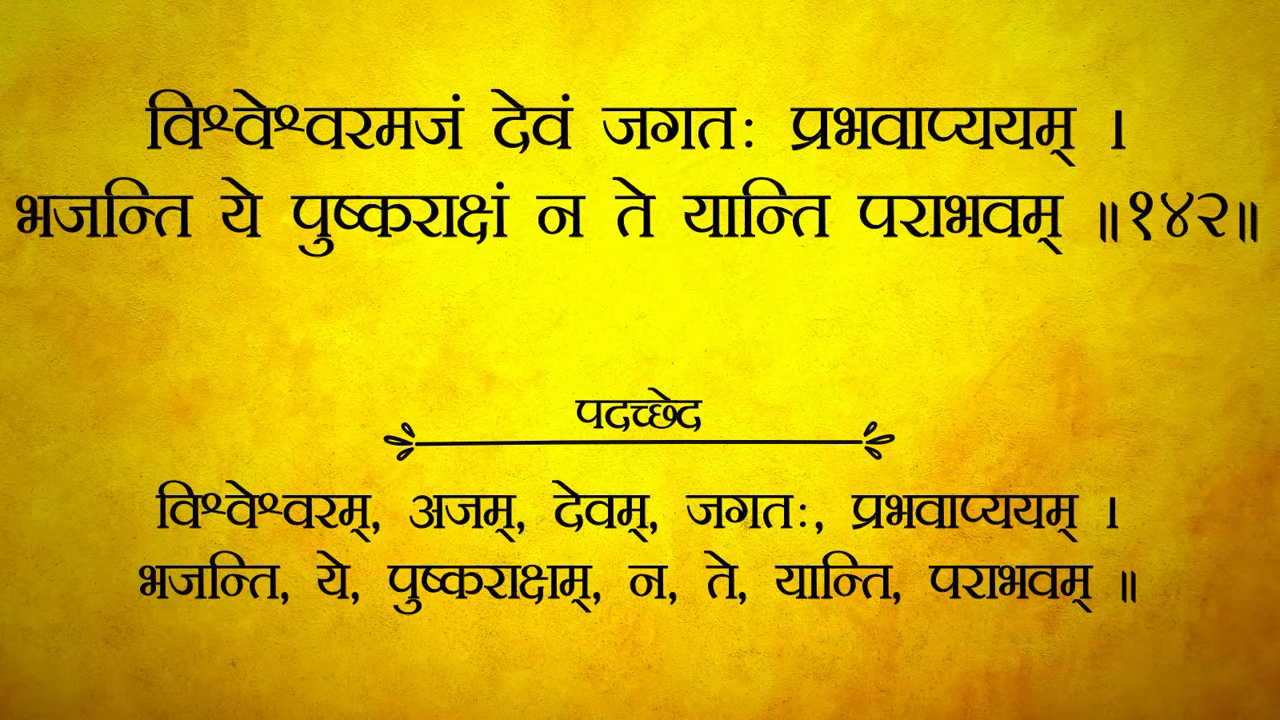 विश्वेश्वरमजं देवं जगतः प्रभवाप्ययम् ।
भजन्ति ये पुष्कराक्षं न ते यान्ति पराभवम् ॥१४२॥
पदच्छेद
विश्वेश्वरम्, अजम्, देवम्, जगतः, प्रभवाप्ययम् ।
भजन्ति, ये, पुष्कराक्षम्, न, ते, यान्ति, पराभवम् ॥